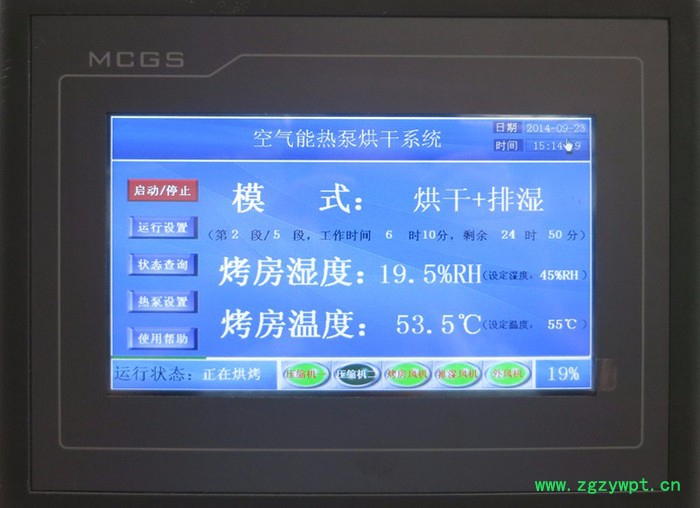 MCGS
空气能热泵烘干系统
日期 2014-09-23
时间 15:14
启动/停止
模 式： 烘干+排湿
运行设置
（第2 段/5 段，工作时间 6 时10分，剩余 24 时 50分）
状态查询
烤房湿度：19.5%RH（设定湿度：45%RH ）
热泵设置
烤房温度： 53.5℃（设定温度： 55℃ ）
使用帮助
运行状态：正在烘烤 压缩机一 压缩机二 烤房风机 排湿风机 外风机 19%
www.zgzywpt.cn